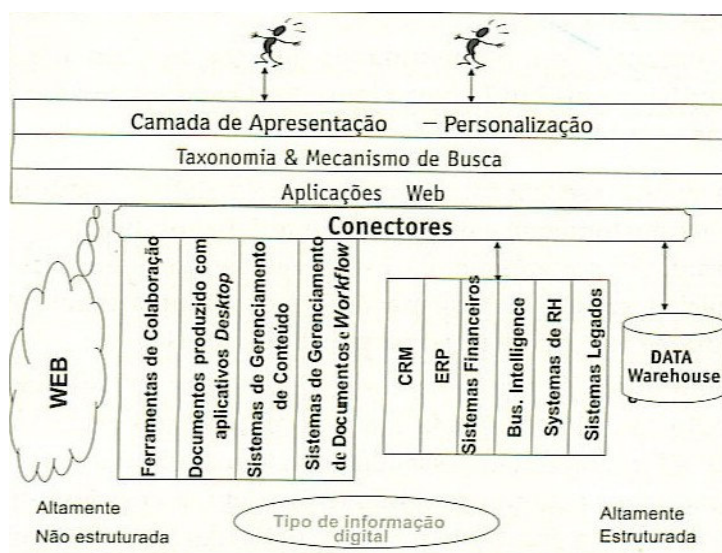 Camada de Apresentação – Personalização
Taxonomia & Mecanismo de Busca
Aplicações Web
Conectores
WEB
Ferramentas de Colaboração
Documentos produzido com
aplicativos Desktop
Sistemas de Gerenciamento
de Conteúdo
Sistemas de Gerenciamento
de Documentos e Workflow
CRM
ERP
Sistemas Financeiros
Bus. Intelligence
Systemas de RH
Sistemas Legados
DATA
Warehouse
Altamente
Não estruturada
Tipo de informação
digital
Altamente
Estruturada